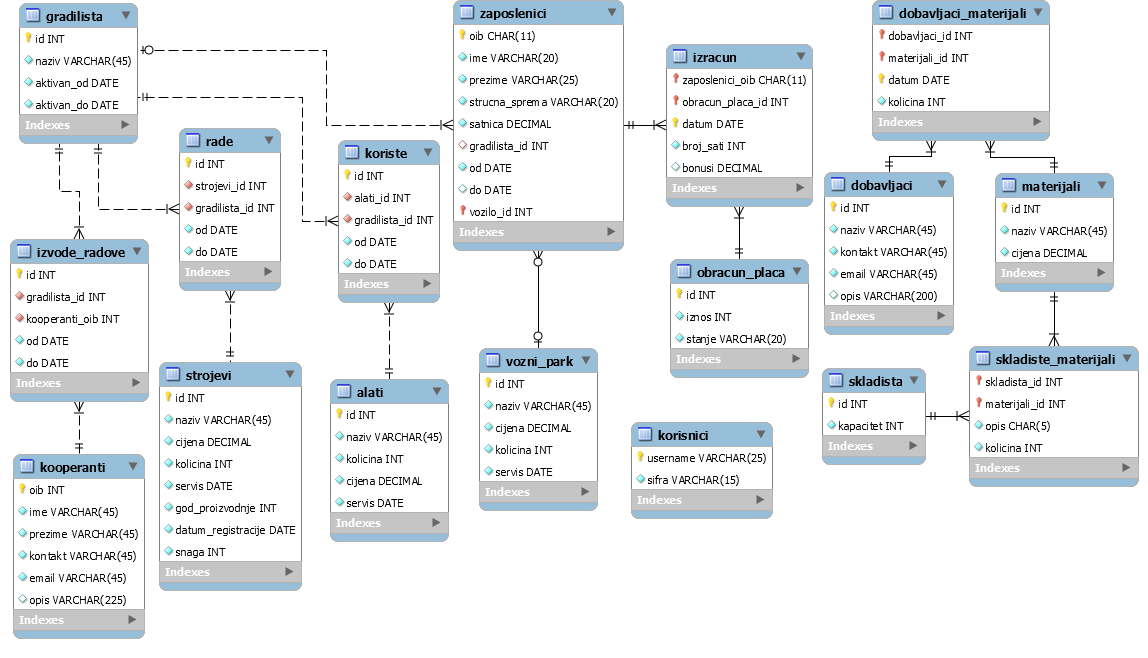 gradilista
id INT
naziv VARCHAR(45)
aktivan_od DATE
aktivan_do DATE
Indexes
rade
id INT
strojevi_id INT
gradilista_id INT
od DATE
do DATE
Indexes
koriste
id INT
alati_id INT
gradilista_id INT
od DATE
do DATE
Indexes
zaposlenici
oib CHAR(11)
ime VARCHAR(20)
prezime VARCHAR(25)
strucna_sprema VARCHAR(20)
satnica DECIMAL
gradilista_id INT
od DATE
do DATE
vozilo_id INT
Indexes
izracun
zaposlenici_oib CHAR(11)
obracun_placa_id INT
datum DATE
broj_sati INT
bonusi DECIMAL
Indexes
dobavljaci_materijali
dobavljaci_id INT
materijali_id INT
datum DATE
kolicina INT
Indexes
dobavljaci
id INT
naziv VARCHAR(45)
kontakt VARCHAR(45)
email VARCHAR(45)
opis VARCHAR(200)
Indexes
materijali
id INT
naziv VARCHAR(45)
cijena DECIMAL
Indexes
izvode_radove
id INT
gradilista_id INT
kooperanti_oib INT
od DATE
do DATE
Indexes
obracun_placa
id INT
iznos INT
stanje VARCHAR(20)
Indexes
strojevi
id INT
naziv VARCHAR(45)
cijena DECIMAL
kolicina INT
servis DATE
god_proizvodnje INT
datum_registracije DATE
snaga INT
Indexes
alati
id INT
naziv VARCHAR(45)
kolicina INT
cijena DECIMAL
servis DATE
Indexes
vozni_park
id INT
naziv VARCHAR(45)
cijena DECIMAL
kolicina INT
servis DATE
Indexes
skladista
id INT
kapacitet INT
Indexes
skladiste_materijali
skladista_id INT
materijali_id INT
opis CHAR(5)
kolicina INT
Indexes
korisnici
username VARCHAR(25)
sifra VARCHAR(15)
Indexes
kooperanti
oib INT
ime VARCHAR(45)
prezime VARCHAR(45)
kontakt VARCHAR(45)
email VARCHAR(45)
opis VARCHAR(225)
Indexes